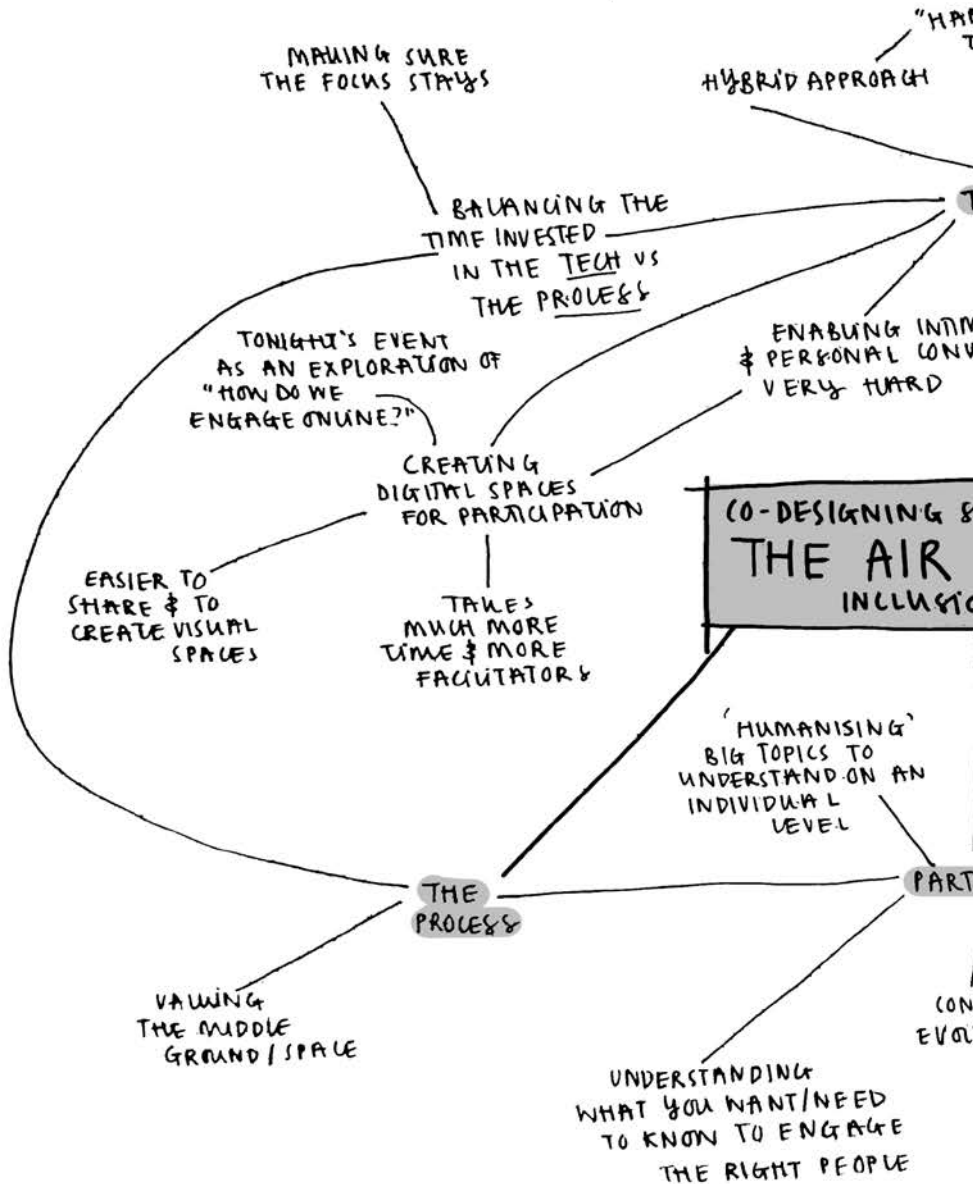 MAKING SURE
THE FOCUS STAYS
HYBRID APPROACH
BALANCING THE
TIME INVESTED
IN THE TECH VS
THE PROCESS
TONIGHT'S EVENT
AS AN EXPLORATION OF
"HOW DO WE
ENGAGE ONLINE?"
ENABLING
& PERSONAL
VERY HARD
CREATING
DIGITAL SPACES
FOR PARTICIPATION
EASIER TO
SHARE & TO
CREATE VISUAL
SPACES
TAKES
MUCH MORE
TIME & MORE
FACILITATORS
CO-DESIGNING &
THE AIR
'HUMANISING'
BIG TOPICS TO
UNDERSTAND ON AN
INDIVIDUAL
LEVEL
THE
PROCESS
VALUING
THE MIDDLE
GROUND/SPACE
UNDERSTANDING
WHAT YOU WANT/NEED
TO KNOW TO ENGAGE
THE RIGHT PEOPLE